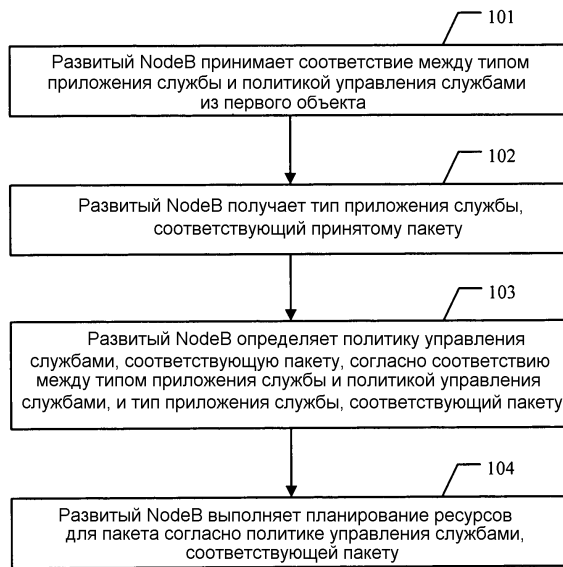 101
Развитый NodeB принимает соответствие между типом
приложения службы и политикой управления службами
из первого объекта
102
Развитый NodeB получает тип приложения службы,
соответствующий принятому пакету
103
Развитый NodeB определяет политику управления
службами, соответствующую пакету, согласно соответствию
между типом приложения службы и политикой управления
службами, и тип приложения службы, соответствующий пакету
104
Развитый NodeB выполняет планирование ресурсов
для пакета согласно политике управления службами,
соответствующей пакету